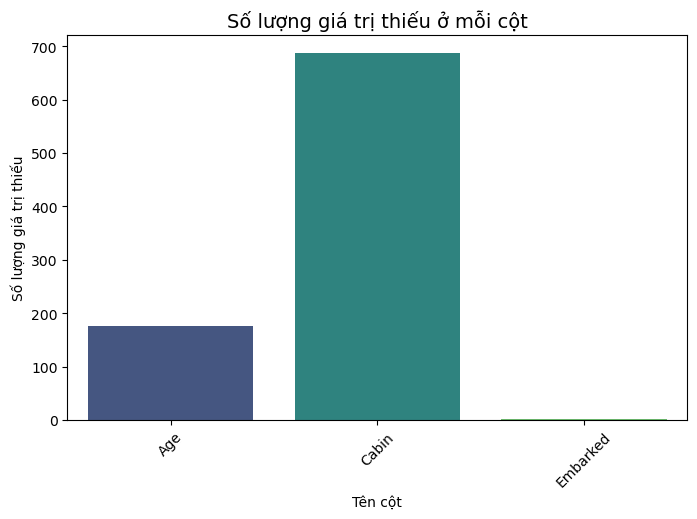 Số lượng giá trị thiếu ở mỗi cột
Số lượng giá trị thiếu
700
600
500
400
300
200
100
0
Age
Cabin
Embarked
Tên cột